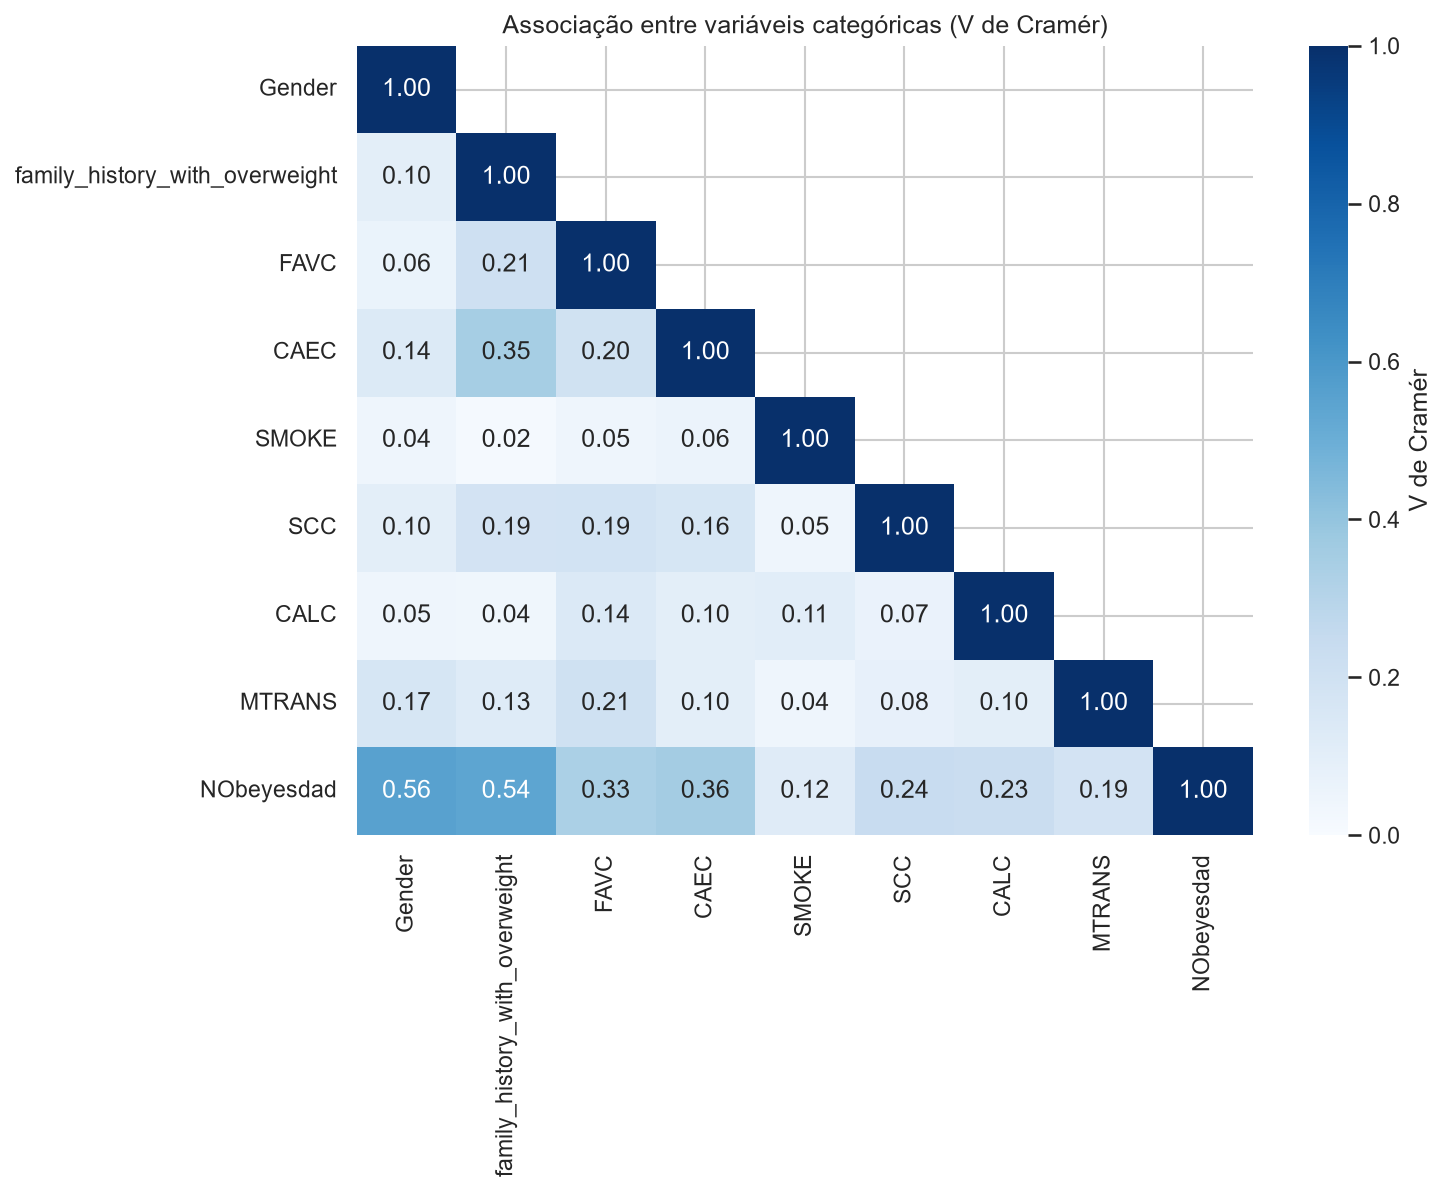 Associação entre variáveis categóricas (V de Cramér)
Gender 1.00
family_history_with_overweight 0.10 1.00
FAVC 0.06 0.21 1.00
CAEC 0.14 0.35 0.20 1.00
SMOKE 0.04 0.02 0.05 0.06 1.00
SCC 0.10 0.19 0.19 0.16 0.05 1.00
CALC 0.05 0.04 0.14 0.10 0.11 0.07 1.00
MTRANS 0.17 0.13 0.21 0.10 0.04 0.08 0.10 1.00
NObeyesdad 0.56 0.54 0.33 0.36 0.12 0.24 0.23 0.19 1.00
Gender
family_history_with_overweight
FAVC
CAEC
SMOKE
SCC
CALC
MTRANS
NObeyesdad
1.0
0.8
0.6
0.4
0.2
0.0
V de Cramér